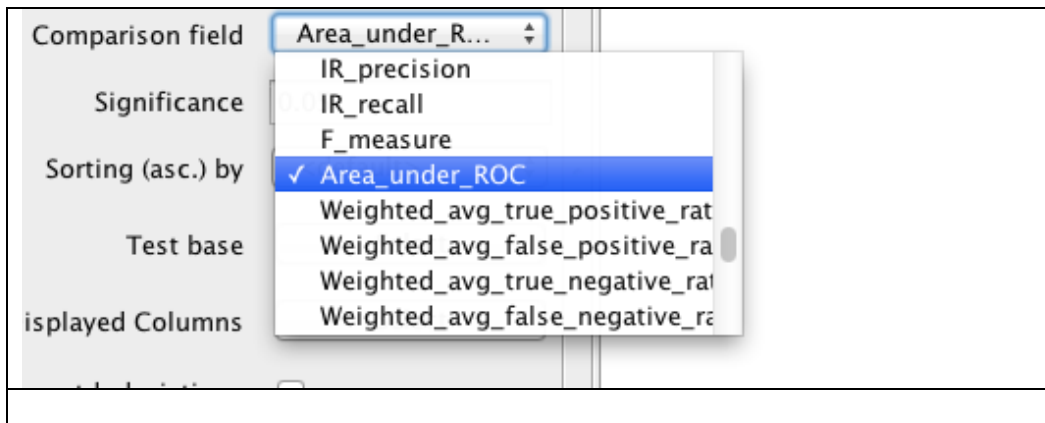 Comparison field Area_under_R...
IR_precision
Significance IR_recall
F_measure
Sorting (asc.) by ✓ Area_under_ROC
Weighted_avg_true_positive_rat
Test base Weighted_avg_false_positive_ra
Weighted_avg_true_negative_rat
isplayed Columns Weighted_avg_false_negative_ra